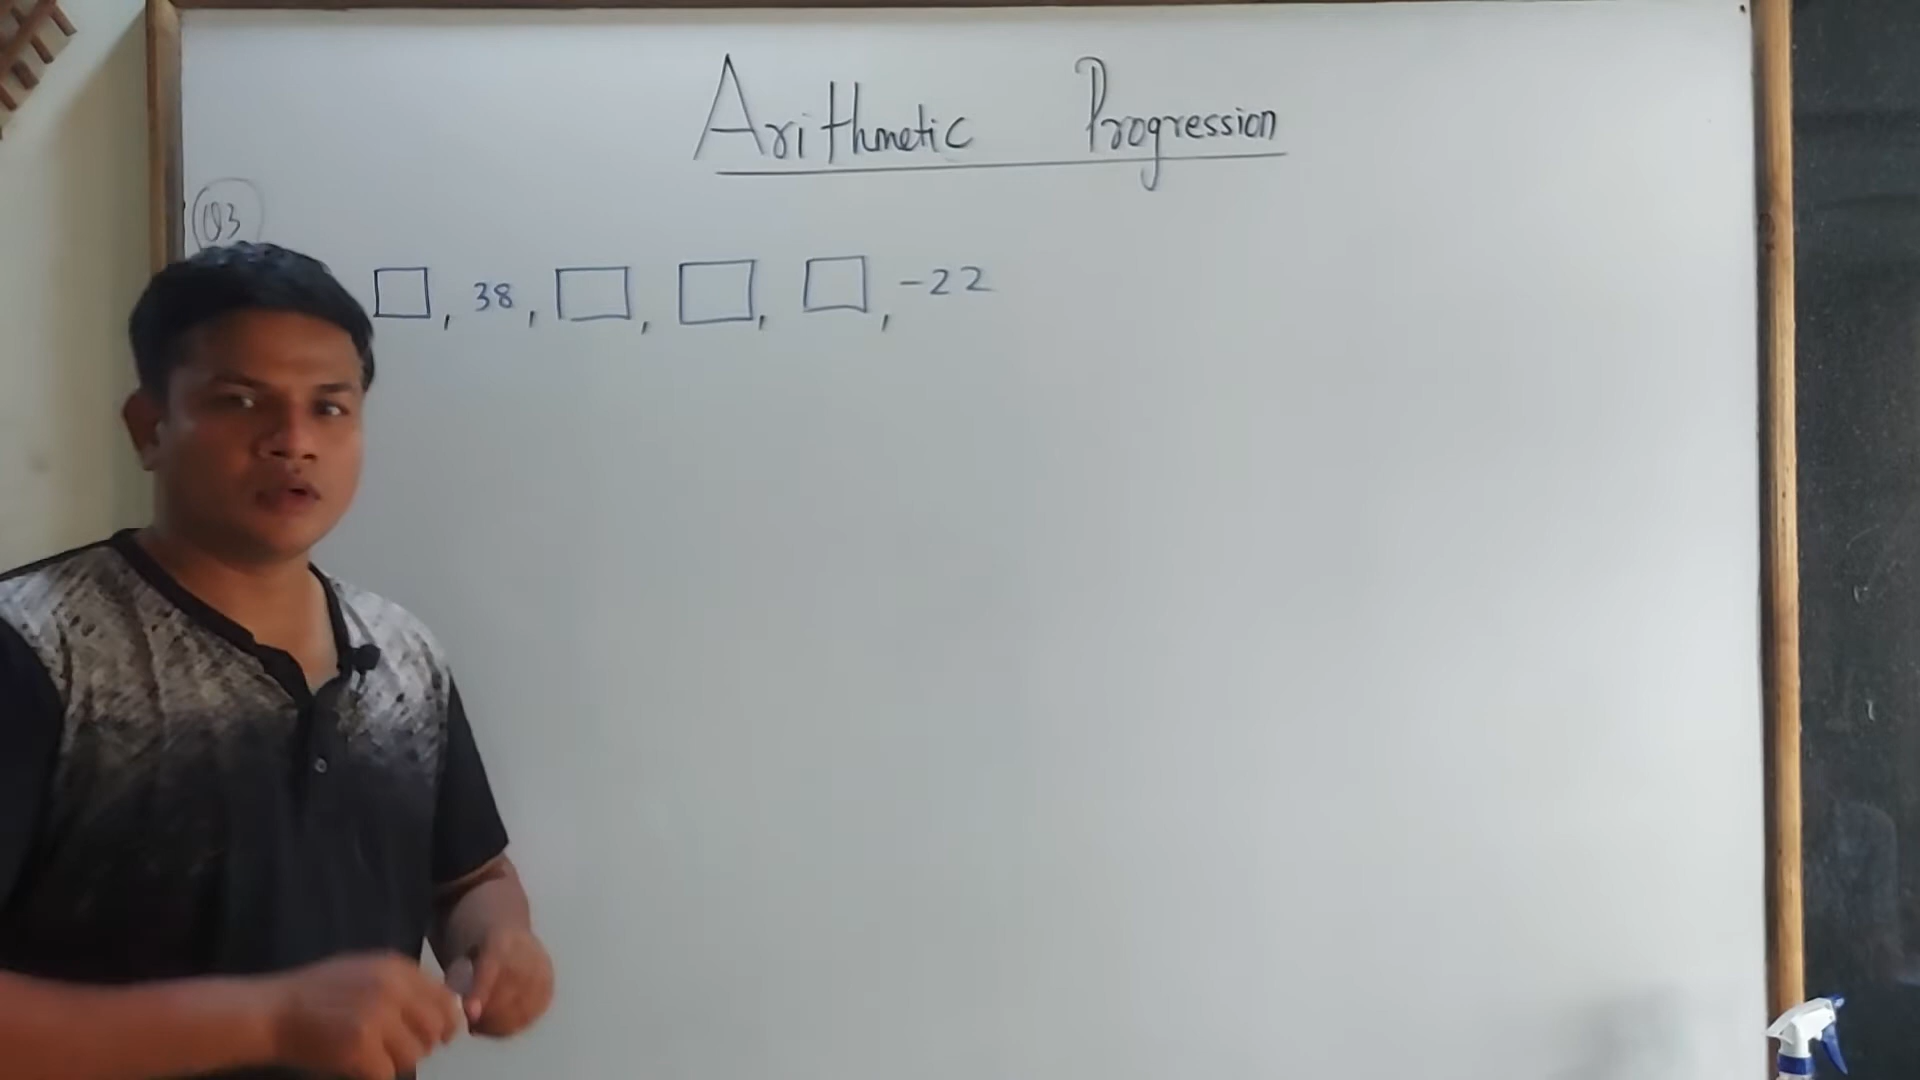 Arithmetic Progression
Q3
□, 38, □, □, □, -22